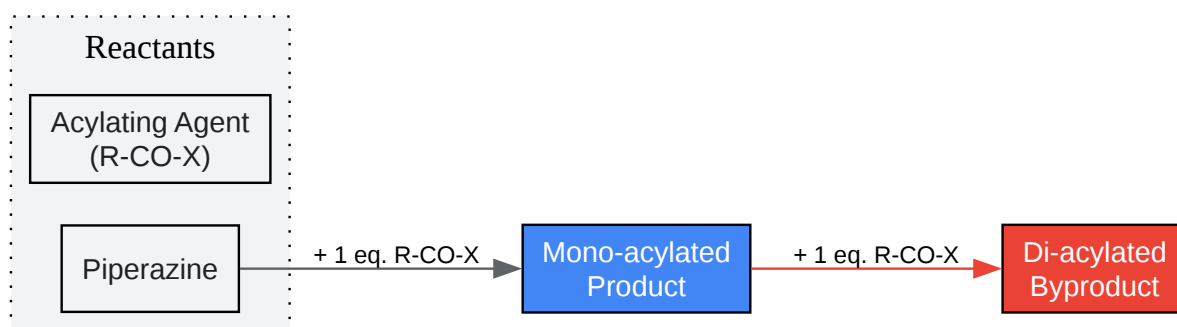 Reactants
Acylating Agent
(R-CO-X)
Piperazine
+ 1 eq. R-CO-X
Mono-acylated
Product
+ 1 eq. R-CO-X
Di-acylated
Byproduct